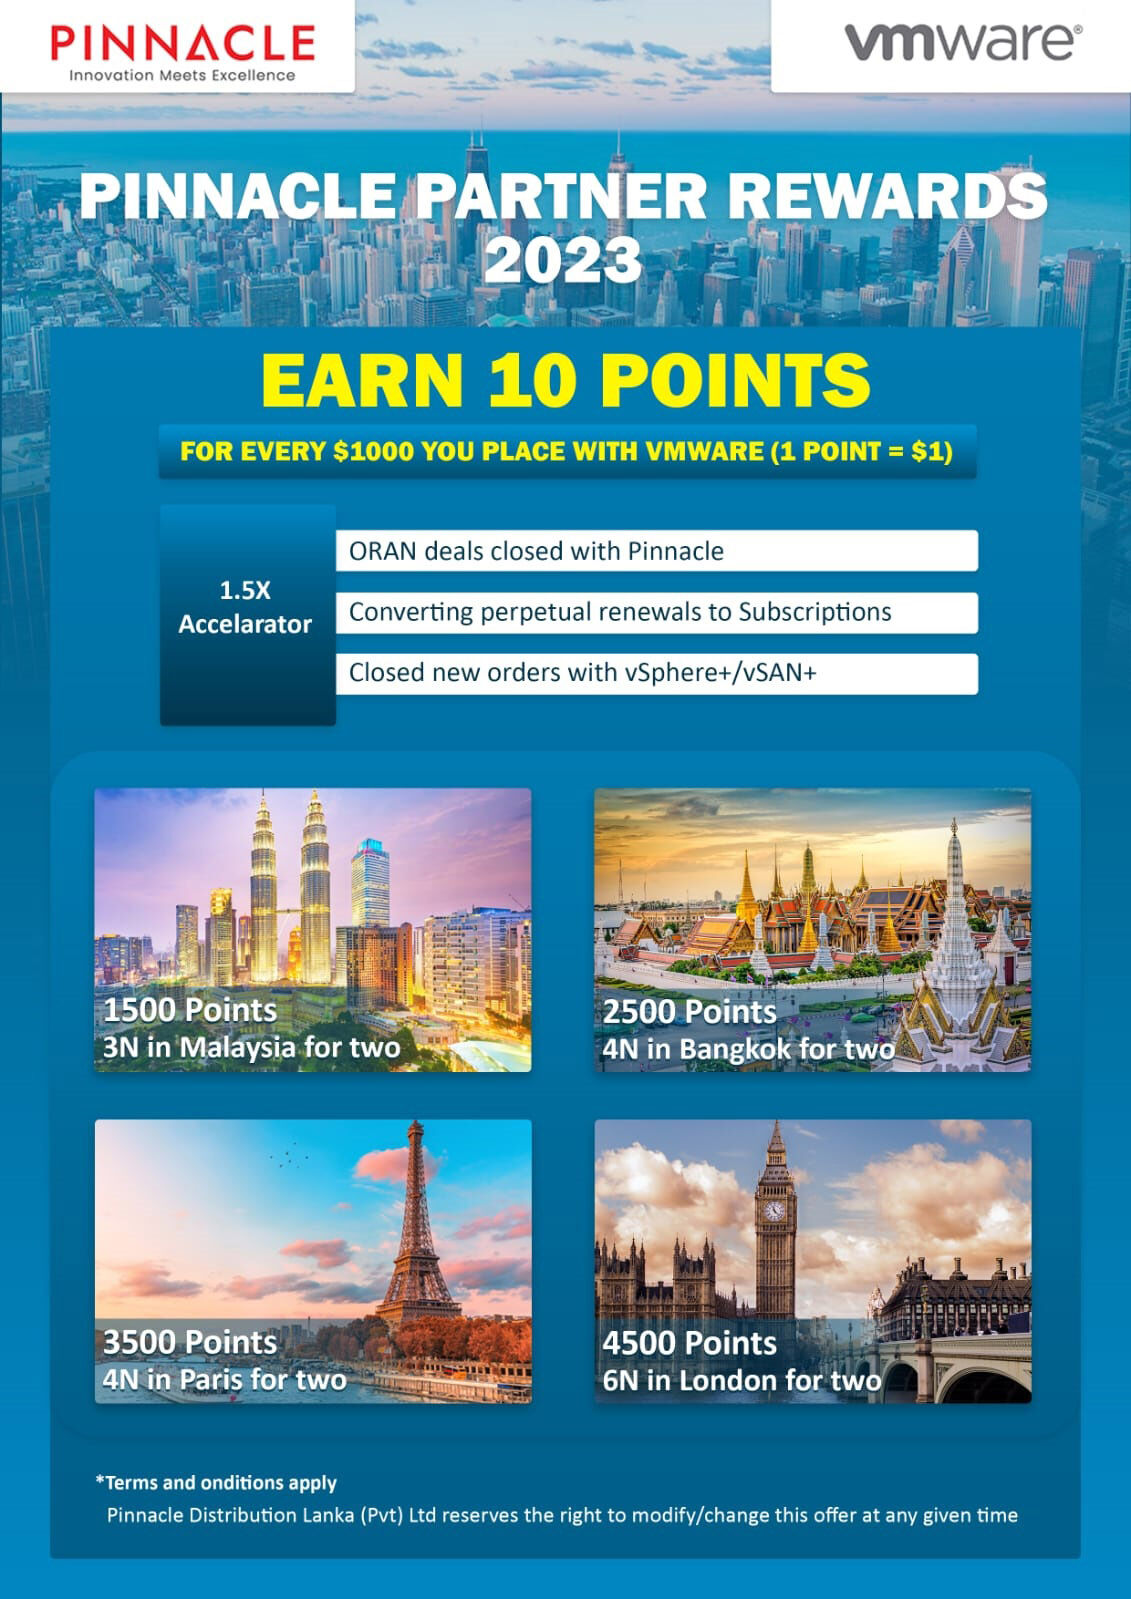 PINNACLE
Innovation Meets Excellence
vmware®
PINNACLE PARTNER REWARDS
2023
EARN 10 POINTS
FOR EVERY $1000 YOU PLACE WITH VMWARE (1 POINT = $1)
1.5X
Accelarator
ORAN deals closed with Pinnacle
Converting perpetual renewals to Subscriptions
Closed new orders with vSphere+/vSAN+
1500 Points
3N in Malaysia for two
2500 Points
4N in Bangkok for two
3500 Points
4N in Paris for two
4500 Points
6N in London for two
*Terms and onditions apply
Pinnacle Distribution Lanka (Pvt) Ltd reserves the right to modify/change this offer at any given time